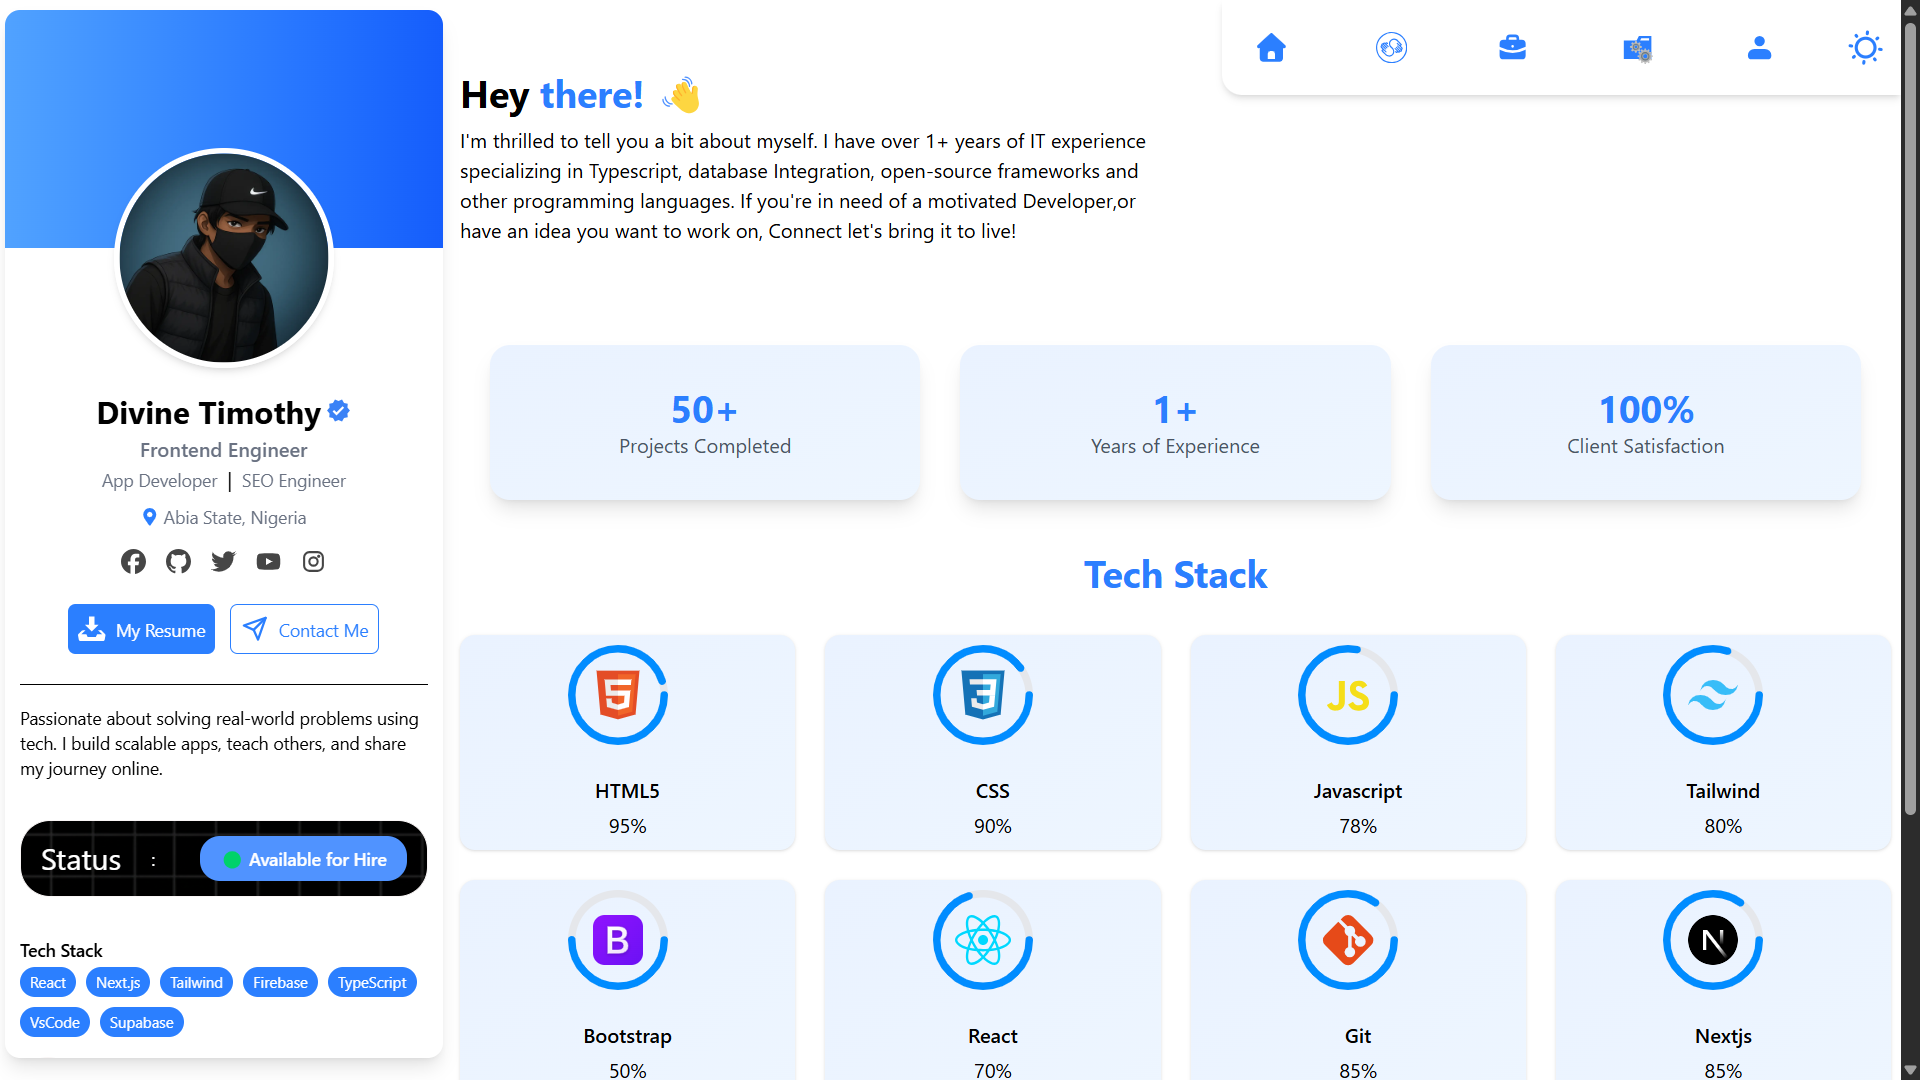 Divine Timothy
Frontend Engineer
App Developer | SEO Engineer
Abia State, Nigeria
My Resume
Contact Me
Passionate about solving real-world problems using
tech. I build scalable apps, teach others, and share
my journey online.
Status :
Available for Hire
Tech Stack
React Next.js Tailwind Firebase TypeScript
VsCode Supabase
Hey there!
I'm thrilled to tell you a bit about myself. I have over 1+ years of IT experience
specializing in Typescript, database Integration, open-source frameworks and
other programming languages. If you're in need of a motivated Developer,or
have an idea you want to work on, Connect let's bring it to live!
50+
Projects Completed
1+
Years of Experience
100%
Client Satisfaction
Tech Stack
HTML5
95%
CSS
90%
JS
Javascript
78%
Tailwind
80%
B
Bootstrap
50%
React
70%
Git
85%
N
Nextjs
85%